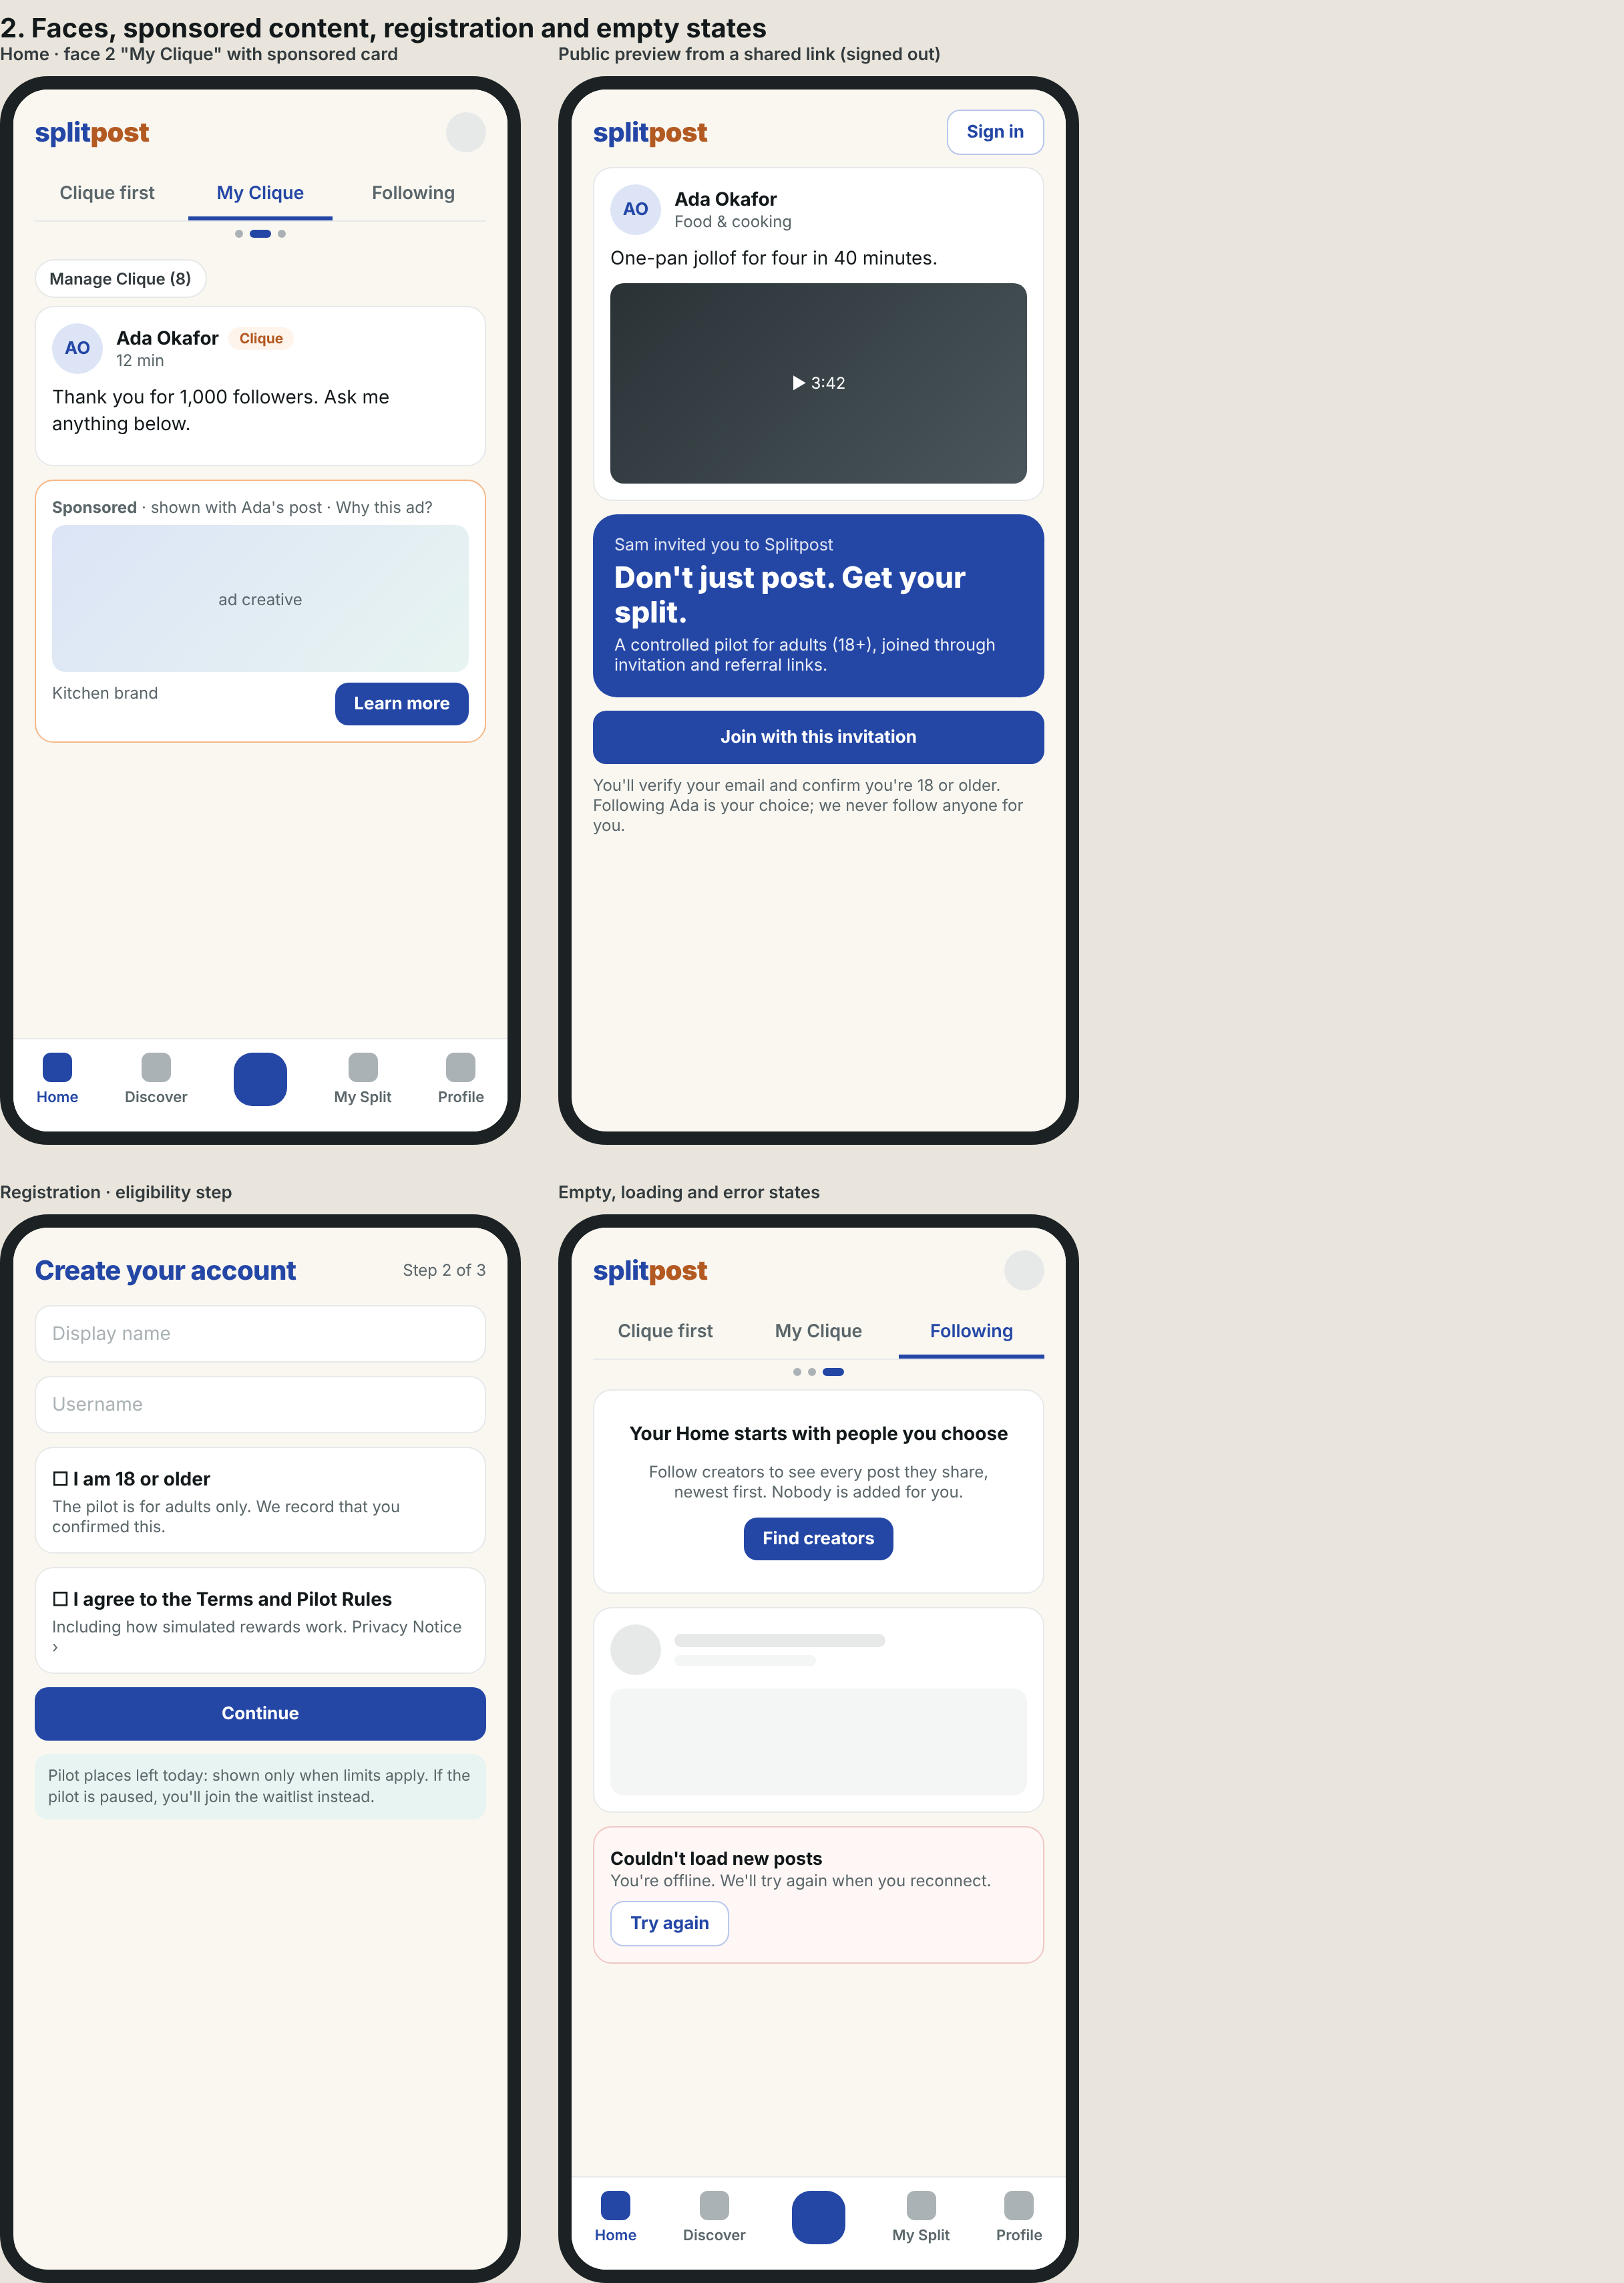 2. Faces, sponsored content, registration and empty states
Home · face 2 "My Clique" with sponsored card
splitpost
Clique first
My Clique
Following
Manage Clique (8)
AO
Ada Okafor
Clique
12 min
Thank you for 1,000 followers. Ask me
anything below.
Sponsored · shown with Ada's post · Why this ad?
ad creative
Kitchen brand
Learn more
Home
Discover
My Split
Profile
Public preview from a shared link (signed out)
splitpost
Sign in
AO
Ada Okafor
Food & cooking
One-pan jollof for four in 40 minutes.
▶ 3:42
Sam invited you to Splitpost
Don't just post. Get your
split.
A controlled pilot for adults (18+), joined through
invitation and referral links.
Join with this invitation
You'll verify your email and confirm you're 18 or older.
Following Ada is your choice; we never follow anyone for
you.
Registration · eligibility step
Create your account
Step 2 of 3
Display name
Username
☐ I am 18 or older
The pilot is for adults only. We record that you
confirmed this.
☐ I agree to the Terms and Pilot Rules
Including how simulated rewards work. Privacy Notice
›
Continue
Pilot places left today: shown only when limits apply. If the
pilot is paused, you'll join the waitlist instead.
Empty, loading and error states
splitpost
Clique first
My Clique
Following
Your Home starts with people you choose
Follow creators to see every post they share,
newest first. Nobody is added for you.
Find creators
Couldn't load new posts
You're offline. We'll try again when you reconnect.
Try again
Home
Discover
My Split
Profile